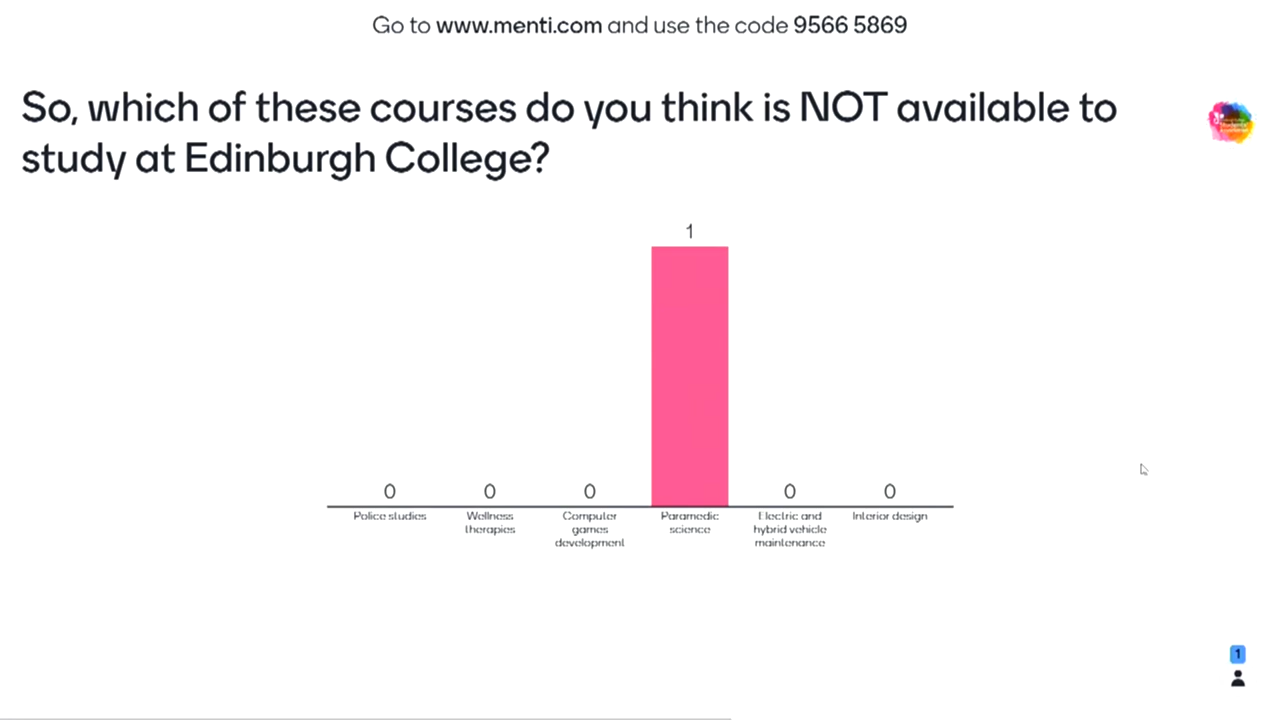 Go to www.menti.com and use the code 9566 5869
So, which of these courses do you think is NOT available to
study at Edinburgh College?
1
0
0
0
0
0
Police studies
Wellness
therapies
Computer
games
development
Paramedic
science
Electric and
hybrid vehicle
maintenance
Interior design
1